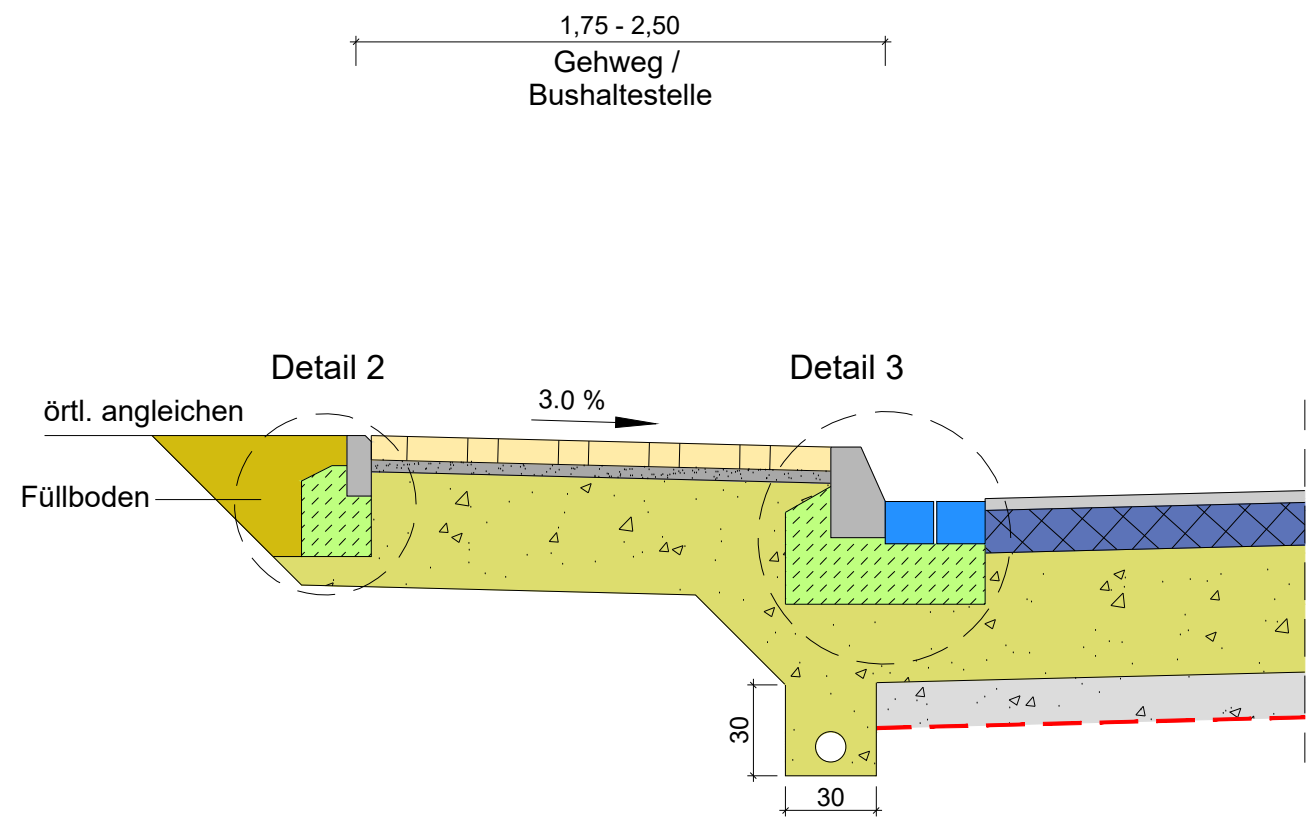 1,75 - 2,50
Gehweg /
Bushaltestelle
Detail 2
Detail 3
3.0 %
örtl. angleichen
Füllboden
30
30